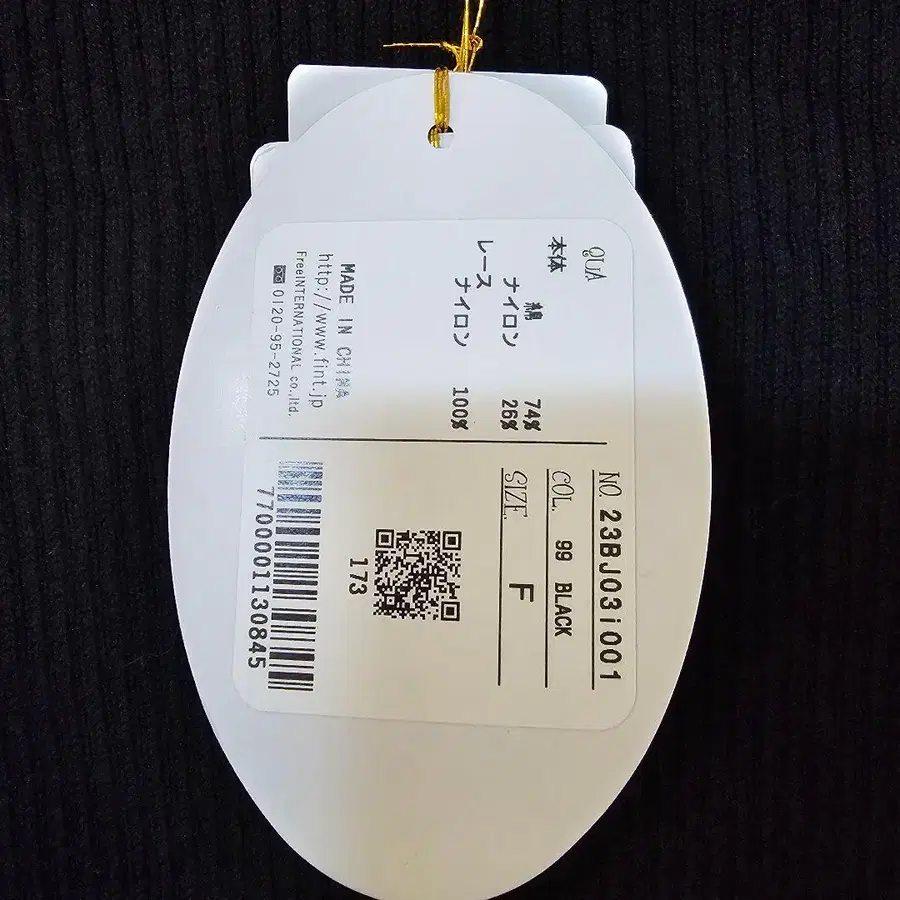 QUA
本体
綿 74%
ナイロン 26%
レース
ナイロン 100%
MADE IN CHINA
http://www.fint.jp
FreeINTERNATIONAL co.,ltd.
0120-95-2725
NO. 23BJ03i001
COL. 99 BLACK
SIZE. F
173
7700001130845